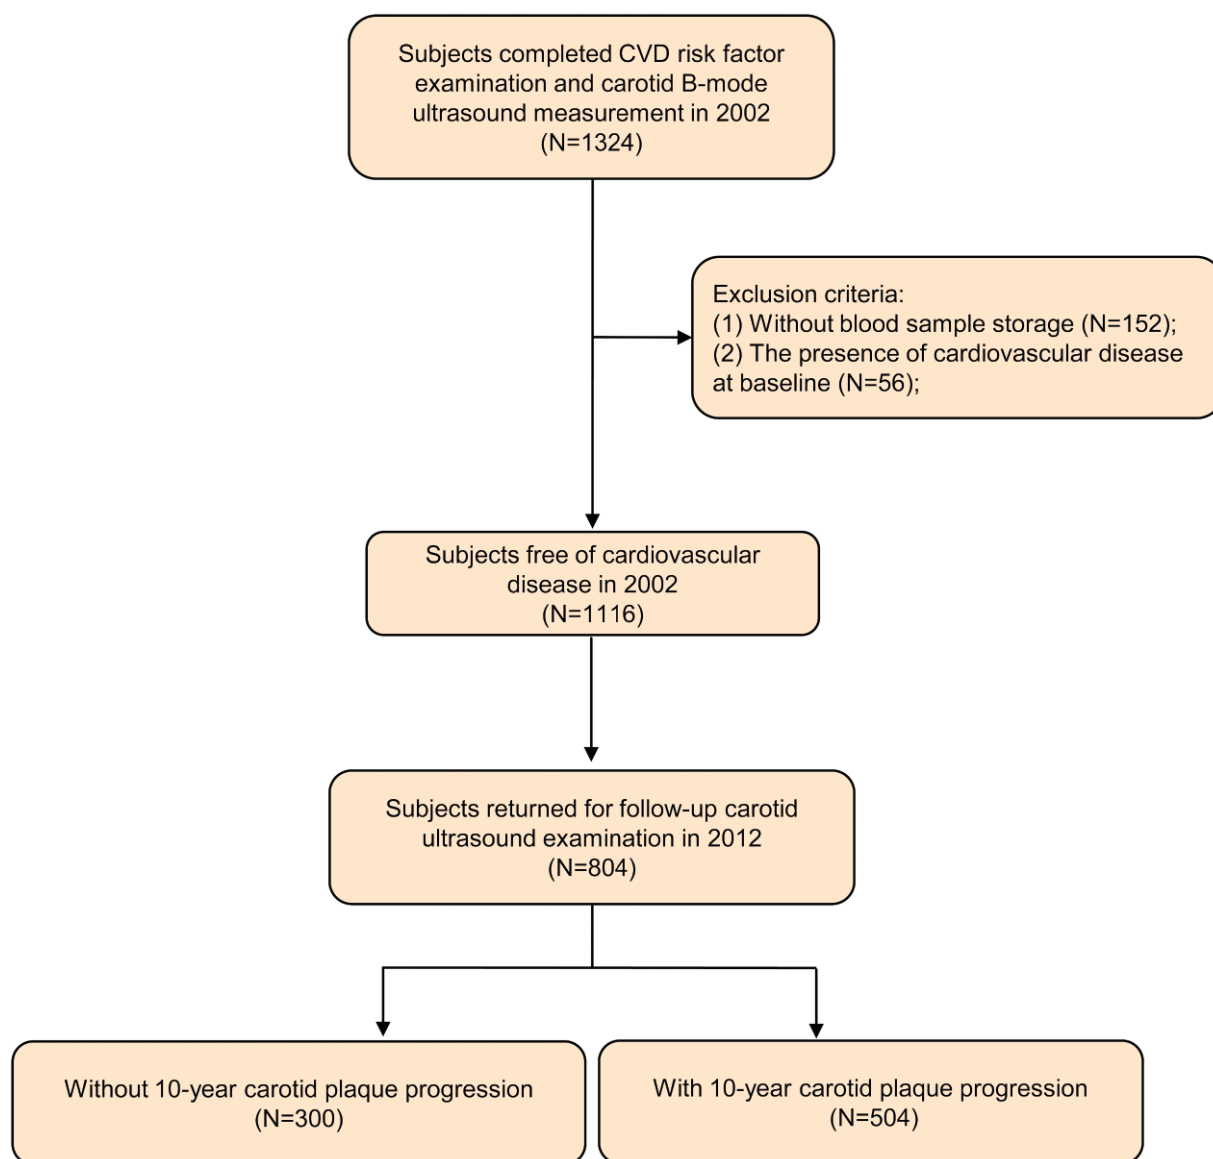 Subjects completed CVD risk factor
examination and carotid B-mode
ultrasound measurement in 2002
(N=1324)
Exclusion criteria:
(1) Without blood sample storage (N=152);
(2) The presence of cardiovascular disease
at baseline (N=56);
Subjects free of cardiovascular
disease in 2002
(N=1116)
Subjects returned for follow-up carotid
ultrasound examination in 2012
(N=804)
Without 10-year carotid plaque progression
(N=300)
With 10-year carotid plaque progression
(N=504)